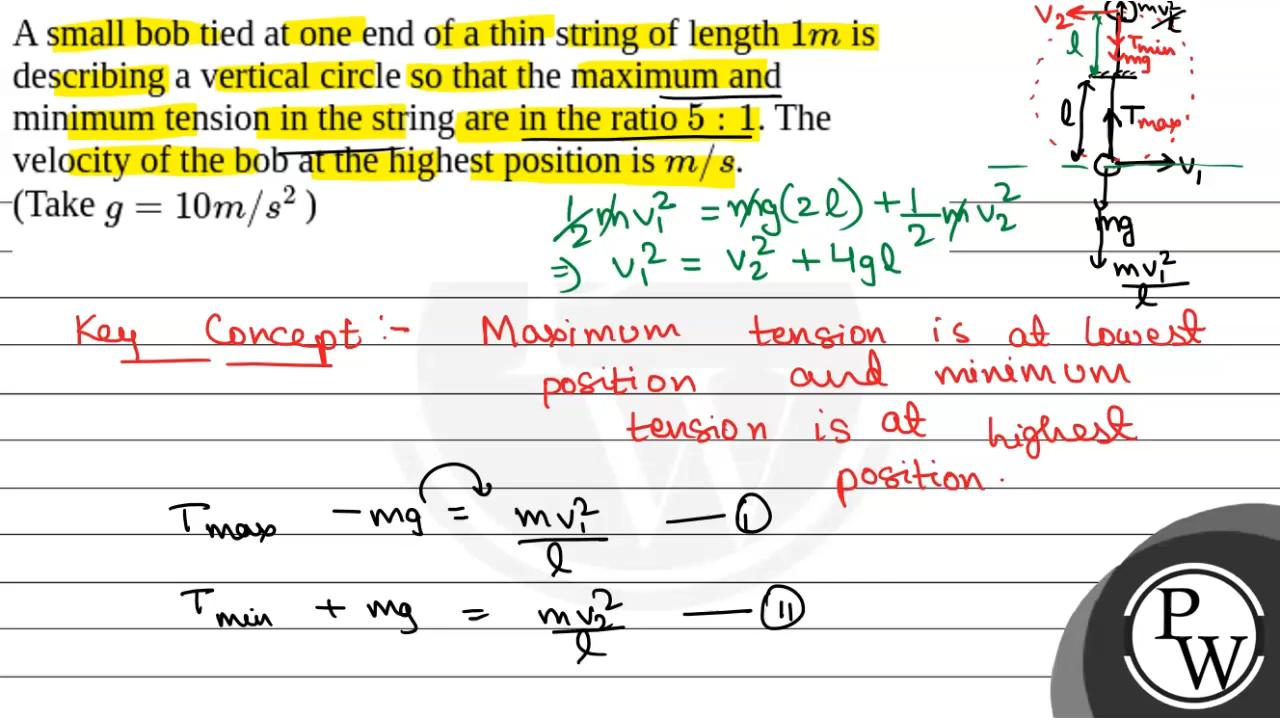 A small bob tied at one end of a thin string of length 1m is
describing a vertical circle so that the maximum and
minimum tension in the string are in the ratio 5 : 1. The
velocity of the bob at the highest position is m/s.
(Take g = 10m/s² )
½mv₁² = mg(2l) + ½mv₂²
⇒ v₁² = v₂² + 4gl
v₂
mv₂²/l
l
Tmin
mg
l
Tmax
v₁
mg
mv₁²/l
Key Concept :- Maximum tension is at lowest
position and minimum
tension is at highest
position.
Tmax - mg = mv₁²/l — I
Tmin + mg = mv₂²/l — II
P
W